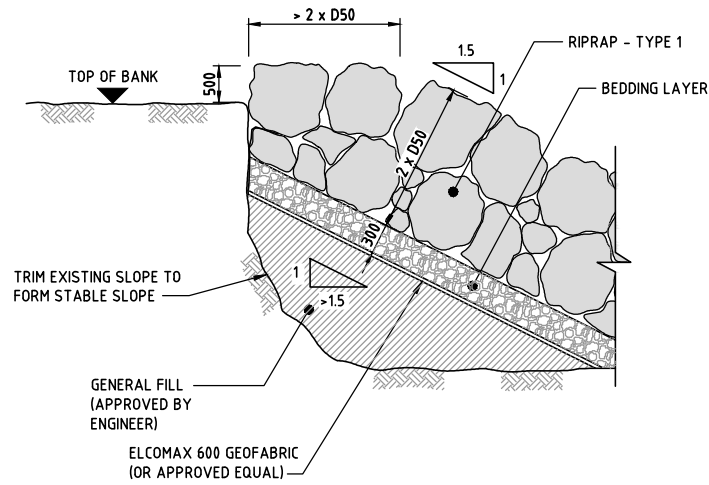 > 2 x D50
1.5
1
RIPRAP - TYPE 1
TOP OF BANK
500
BEDDING LAYER
2 x D50
300
TRIM EXISTING SLOPE TO
FORM STABLE SLOPE
1
>1.5
GENERAL FILL
(APPROVED BY
ENGINEER)
ELCOMAX 600 GEOFABRIC
(OR APPROVED EQUAL)